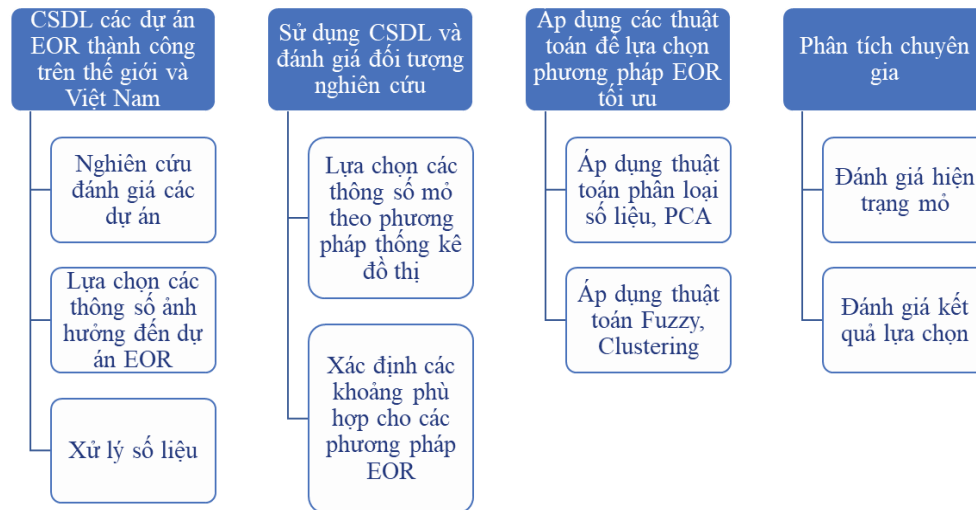 CSDL các dự án
EOR thành công
trên thế giới và
Việt Nam
Nghiên cứu
đánh giá các
dự án
Lựa chọn các
thông số ảnh
hưởng đến dự
án EOR
Xử lý số liệu
Sử dụng CSDL và
đánh giá đối tượng
nghiên cứu
Lựa chọn các
thông số mỏ
theo phương
pháp thống kê
đồ thị
Xác định các
khoảng phù
hợp cho các
phương pháp
EOR
Áp dụng các thuật
toán để lựa chọn
phương pháp EOR
tối ưu
Áp dụng thuật
toán phân loại
số liệu, PCA
Áp dụng thuật
toán Fuzzy,
Clustering
Phân tích chuyên
gia
Đánh giá hiện
trạng mỏ
Đánh giá kết
quả lựa chọn